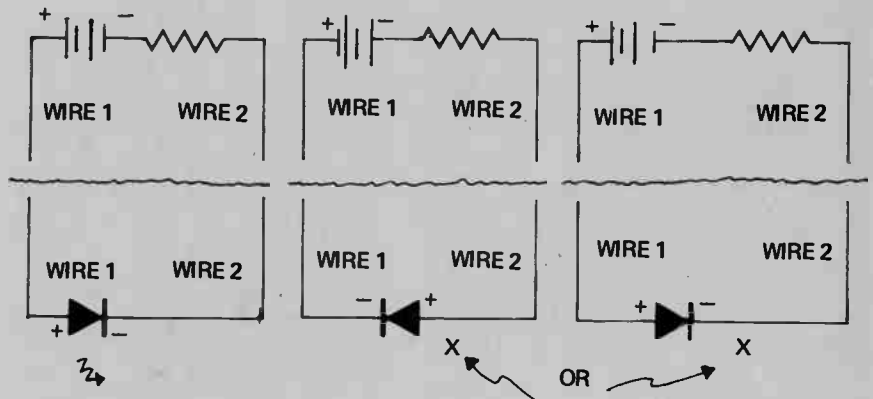 + − + − + −
WIRE 1 WIRE 2 WIRE 1 WIRE 2 WIRE 1 WIRE 2
WIRE 1 WIRE 2 WIRE 1 WIRE 2 WIRE 1 WIRE 2
+ − − + + −
X OR X